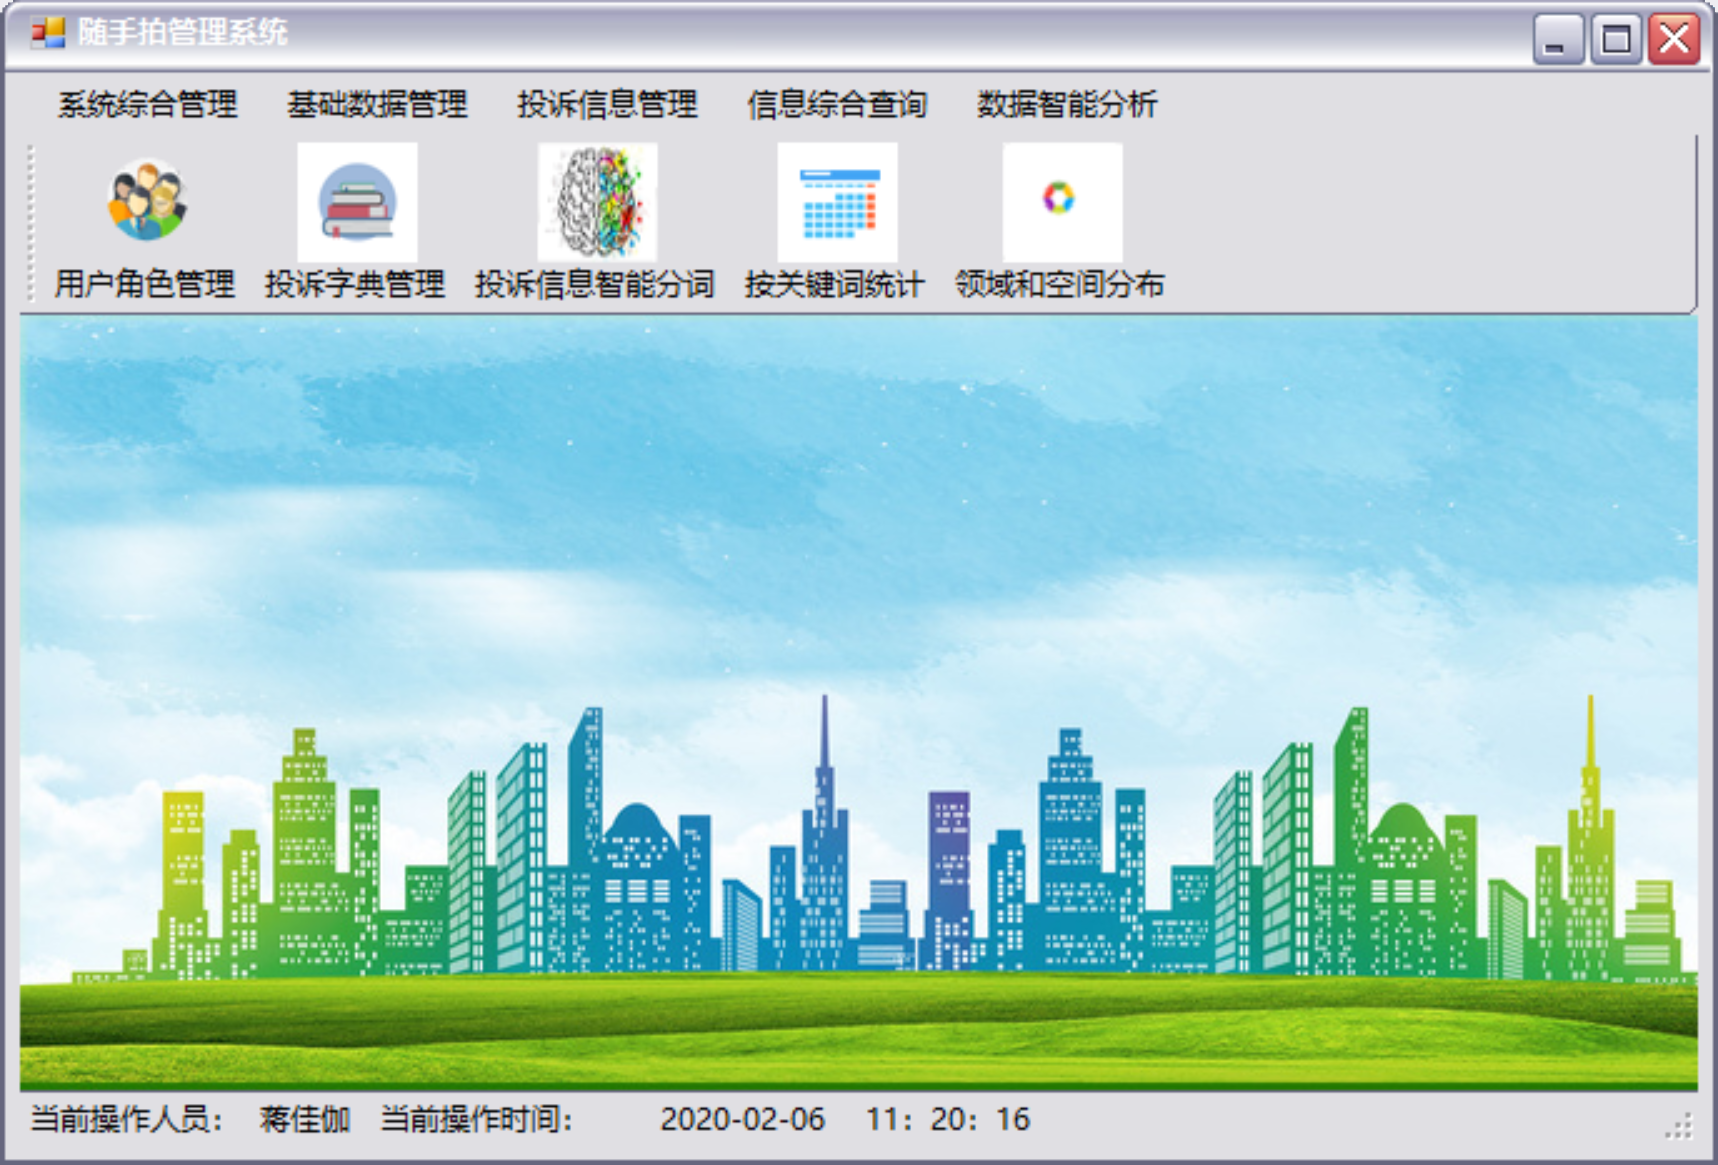 随手拍管理系统
系统综合管理 基础数据管理 投诉信息管理 信息综合查询 数据智能分析
用户角色管理 投诉字典管理 投诉信息智能分词 按关键词统计 领域和空间分布
当前操作人员： 蒋佳伽 当前操作时间： 2020-02-06 11：20：16